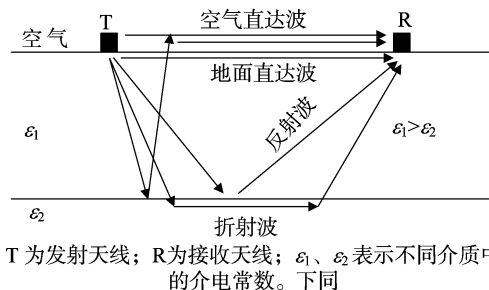 T 空气直达波 R
空气
地面直达波
反射波
ε1 ε1>ε2
ε2
折射波
T 为发射天线；R为接收天线；ε1、ε2 表示不同介质中
的介电常数。下同